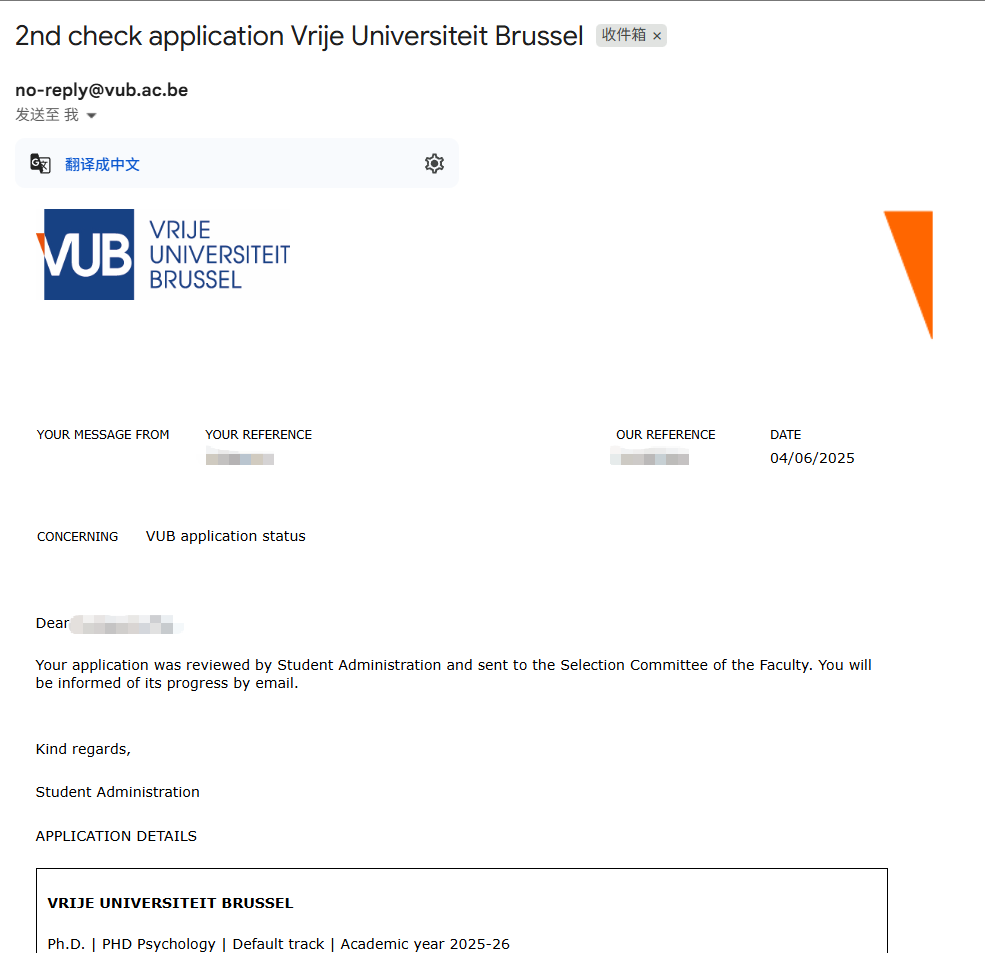 2nd check application Vrije Universiteit Brussel 收件箱 ×
no-reply@vub.ac.be
发送至 我
翻译成中文
VUB VRIJE
UNIVERSITEIT
BRUSSEL
YOUR MESSAGE FROM YOUR REFERENCE OUR REFERENCE DATE
04/06/2025
CONCERNING VUB application status
Dear
Your application was reviewed by Student Administration and sent to the Selection Committee of the Faculty. You will
be informed of its progress by email.
Kind regards,
Student Administration
APPLICATION DETAILS
VRIJE UNIVERSITEIT BRUSSEL
Ph.D. | PHD Psychology | Default track | Academic year 2025-26